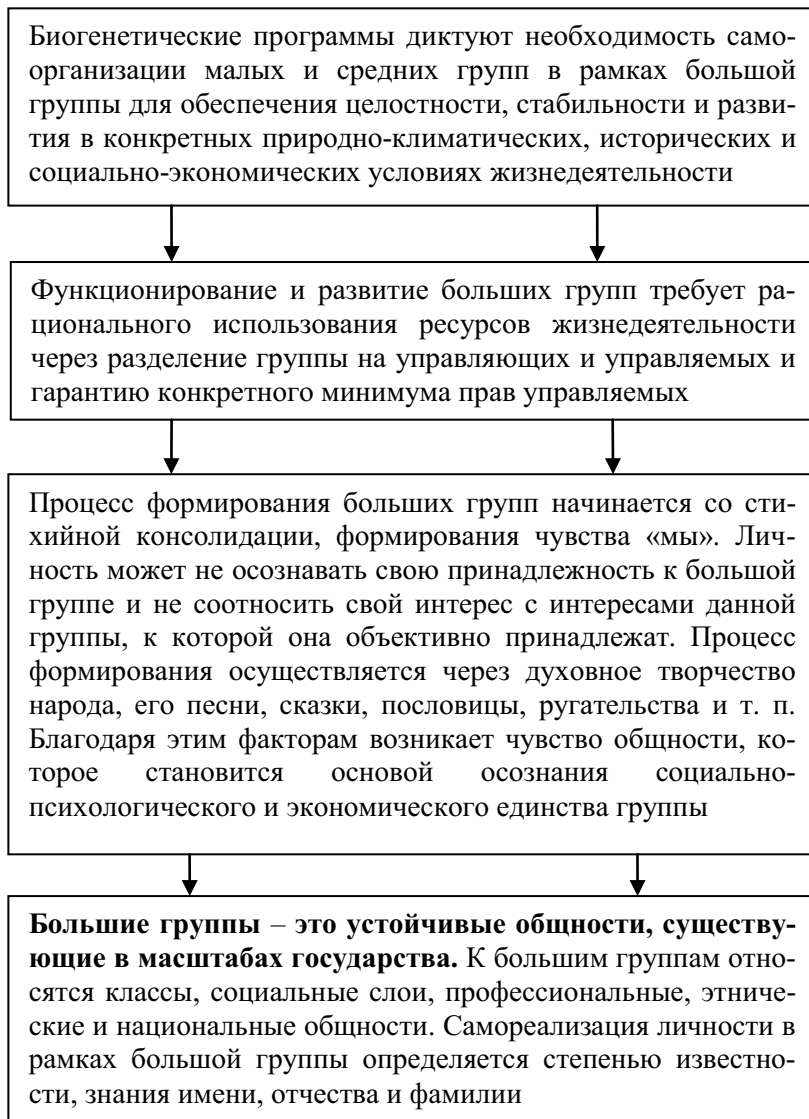 Биогенетические программы диктуют необходимость само-
организации малых и средних групп в рамках большой
группы для обеспечения целостности, стабильности и разви-
тия в конкретных природно-климатических, исторических и
социально-экономических условиях жизнедеятельности
Функционирование и развитие больших групп требует ра-
ционального использования ресурсов жизнедеятельности
через разделение группы на управляющих и управляемых и
гарантию конкретного минимума прав управляемых
Процесс формирования больших групп начинается со сти-
хийной консолидации, формирования чувства «мы». Лич-
ность может не осознавать свою принадлежность к большой
группе и не соотносить свой интерес с интересами данной
группы, к которой она объективно принадлежат. Процесс
формирования осуществляется через духовное творчество
народа, его песни, сказки, пословицы, ругательства и т. п.
Благодаря этим факторам возникает чувство общности, ко-
торое становится основой осознания социально-
психологического и экономического единства группы
Большие группы – это устойчивые общности, существу-
ющие в масштабах государства. К большим группам отно-
сятся классы, социальные слои, профессиональные, этниче-
ские и национальные общности. Самореализация личности в
рамках большой группы определяется степенью известно-
сти, знания имени, отчества и фамилии